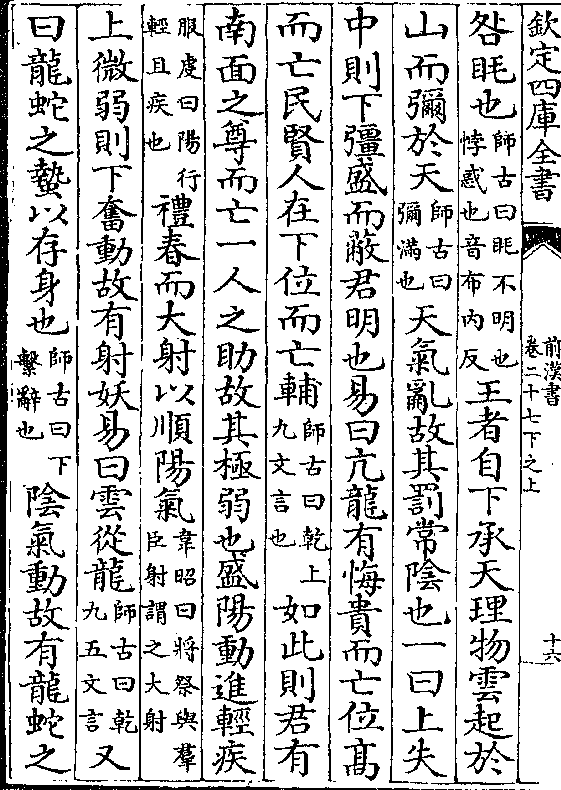 欽定四庫全書
前漢書
卷二十七下之上
十六
咎眊也師古曰眊不明也悖惑也音布内反王者自下承天理物雲起於
山而彌於天師古曰彌滿也天氣亂故其罰常陰也一曰上失
中則下彊盛而蔽君明也易曰亢龍有悔貴而亡位髙
而亡民賢人在下位而亡輔師古曰乾上九文言也如此則君有
南面之尊而亡一人之助故其極弱也盛陽動進輕疾
服虔曰陽行輕且疾也禮春而大射以順陽氣韋昭曰將祭與羣臣射謂之大射
上微弱則下奮動故有射妖易曰雲從龍師古曰乾九五文言又
曰龍蛇之蟄以存身也師古曰下繫辭也陰氣動故有龍蛇之